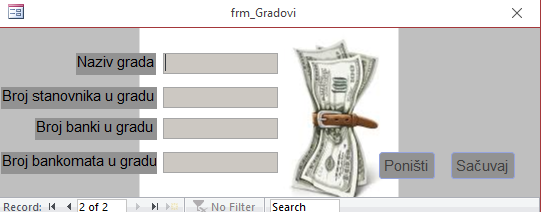 frm_Gradovi
Naziv grada
Broj stanovnika u gradu
Broj banki u gradu
Broj bankomata u gradu
Poništi Sačuvaj
Record: 2 of 2 No Filter Search